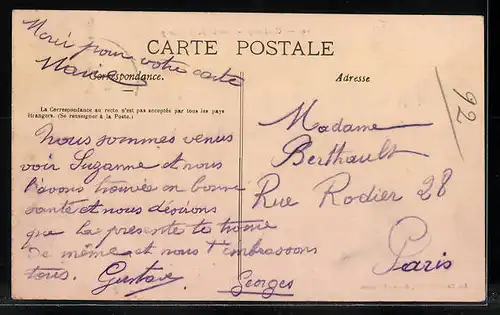 Merci pour votre carte
Marie
CARTE POSTALE
Correspondance.
Adresse
La Correspondance au recto n'est pas acceptée par tous les pays
étrangers. (Se renseigner à la Poste.)
Nous sommes venus
voir Suzanne et nous
l'avons trouvée en bonne
santé et nous désirons
que la présente te trouve
de même et nous t'embrassons
tous. Gustave
Georges
Madame
Berthault
Rue Rodier 28
Paris
92